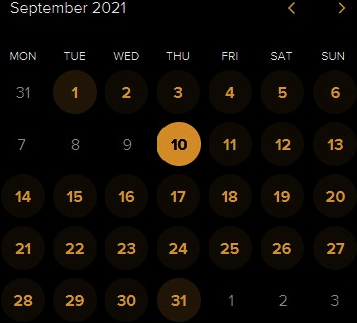 September 2021
MON TUE WED THU FRI SAT SUN
31 1 2 3 4 5 6
7 8 9 10 11 12 13
14 15 16 17 18 19 20
21 22 23 24 25 26 27
28 29 30 31 1 2 3